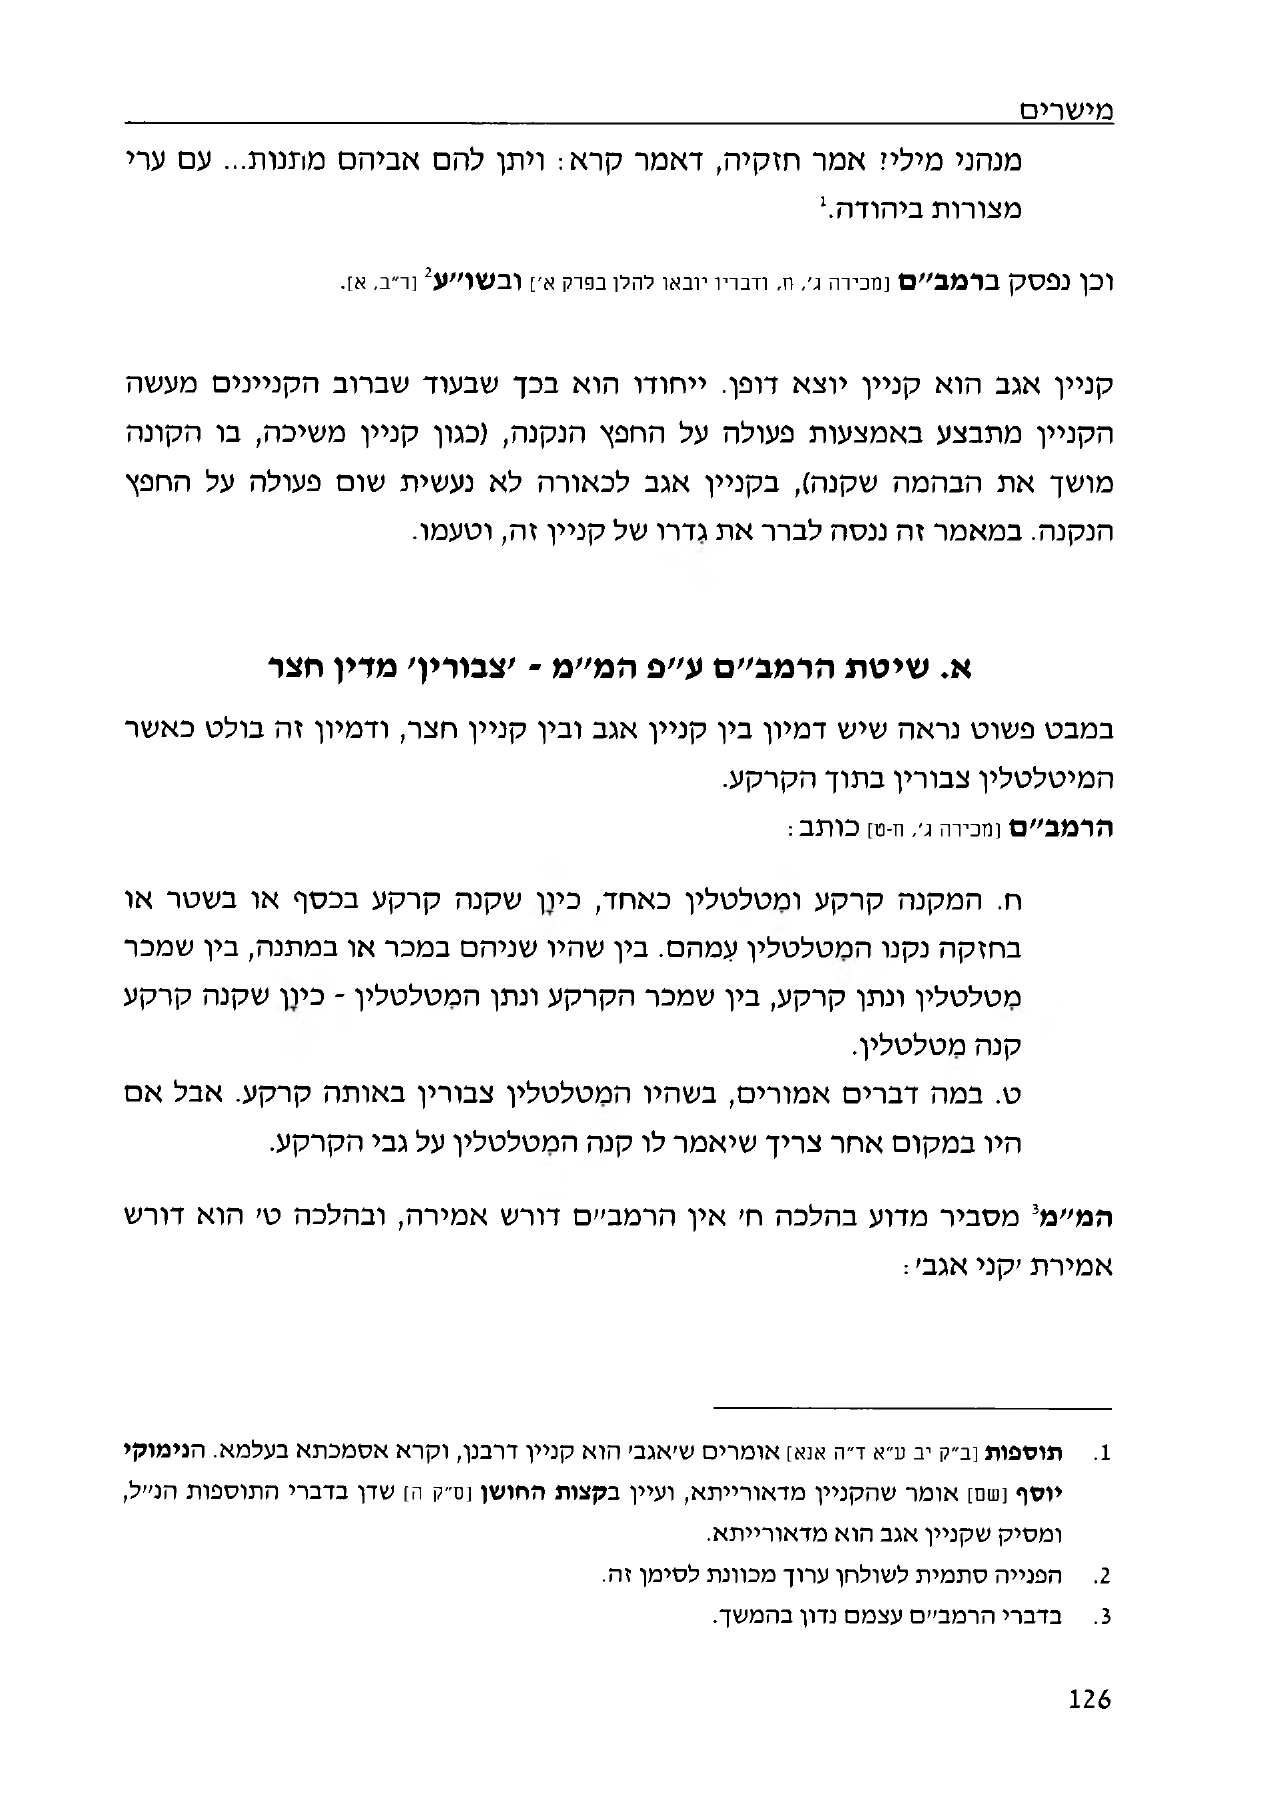 מישרים
מנהני מילי? אמר חזקיה, דאמר קרא: ויתן להם אביהם מתנות... עם ערי
מצורות ביהודה.1
וכן נפסק ברמב״ם [מכירה ג׳, ח, ודבריו יובאו להלן בפרק א׳] ובשו״ע2 [ר״ב, א].
קניין אגב הוא קניין יוצא דופן. ייחודו הוא בכך שבעוד שברוב הקניינים מעשה
הקניין מתבצע באמצעות פעולה על החפץ הנקנה, (כגון קניין משיכה, בו הקונה
מושך את הבהמה שקנה), בקניין אגב לכאורה לא נעשית שום פעולה על החפץ
הנקנה. במאמר זה ננסה לברר את גִדרו של קניין זה, וטעמו.
א. שיטת הרמב״ם ע״פ המ״מ - ׳צבורין׳ מדין חצר
במבט פשוט נראה שיש דמיון בין קניין אגב ובין קניין חצר, ודמיון זה בולט כאשר
המיטלטלין צבורין בתוך הקרקע.
הרמב״ם [מכירה ג׳, ח-ט] כותב:
ח. המקנה קרקע ומִטלטלין כאחד, כיוָן שקנה קרקע בכסף או בשטר או
בחזקה נקנו המִטלטלין עִמהם. בין שהיו שניהם במכר או במתנה, בין שמכר
מִטלטלין ונתן קרקע, בין שמכר הקרקע ונתן המִטלטלין - כיוָן שקנה קרקע
קנה מִטלטלין.
ט. במה דברים אמורים, בשהיו המִטלטלין צבורין באותה קרקע. אבל אם
היו במקום אחר צריך שיאמר לו קנה המִטלטלין על גבי הקרקע.
המ״מ3 מסביר מדוע בהלכה ח׳ אין הרמב״ם דורש אמירה, ובהלכה ט׳ הוא דורש
אמירת ׳קני אגב׳:
1. תוספות [ב״ק יב ע״א ד״ה אנא] אומרים ש׳אגב׳ הוא קניין דרבנן, וקרא אסמכתא בעלמא. הנימוקי
יוסף [שם] אומר שהקניין מדאורייתא, ועיין בקצות החושן [ס״ק ה] שדן בדברי התוספות הנ״ל,
ומסיק שקניין אגב הוא מדאורייתא.
2. הפנייה סתמית לשולחן ערוך מכוונת לסימן זה.
3. בדברי הרמב״ם עצמם נדון בהמשך.
126